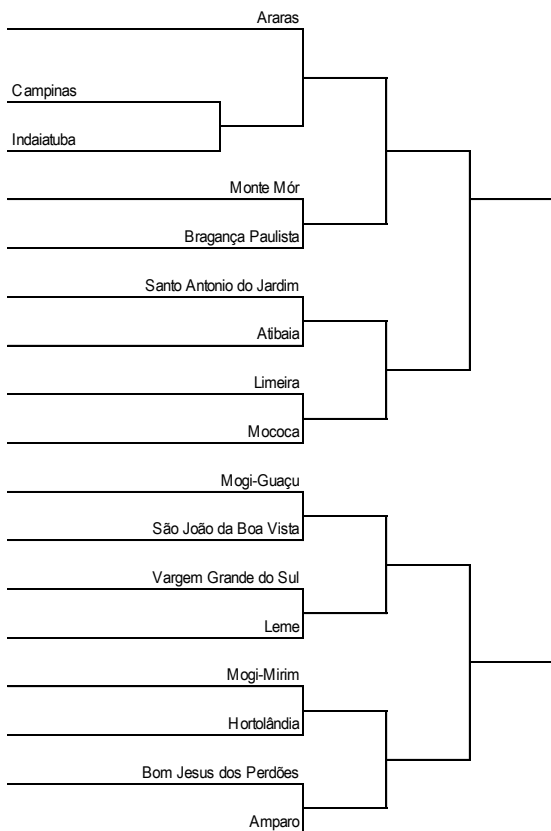 Araras
Campinas
Indaiatuba
Monte Mór
Bragança Paulista
Santo Antonio do Jardim
Atibaia
Limeira
Mococa
Mogi-Guaçu
São João da Boa Vista
Vargem Grande do Sul
Leme
Mogi-Mirim
Hortolândia
Bom Jesus dos Perdões
Amparo